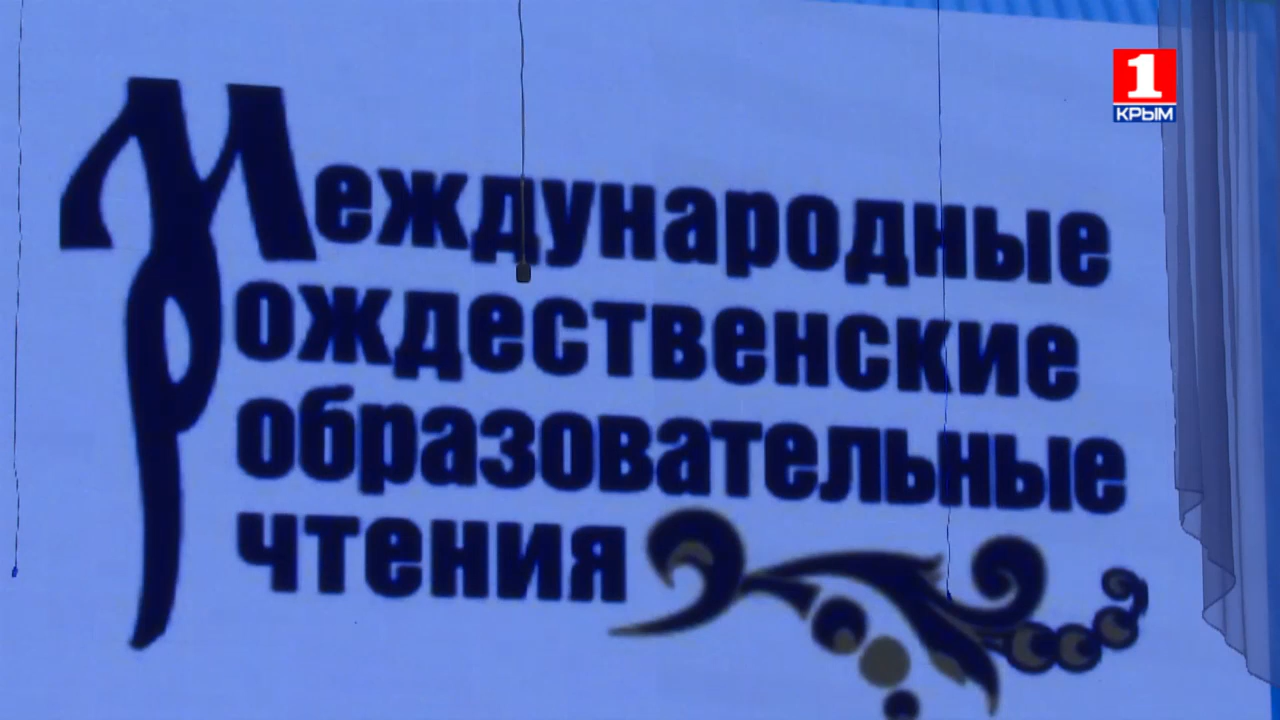 Международные
Рождественские
образовательные
чтения
1
КРЫМ